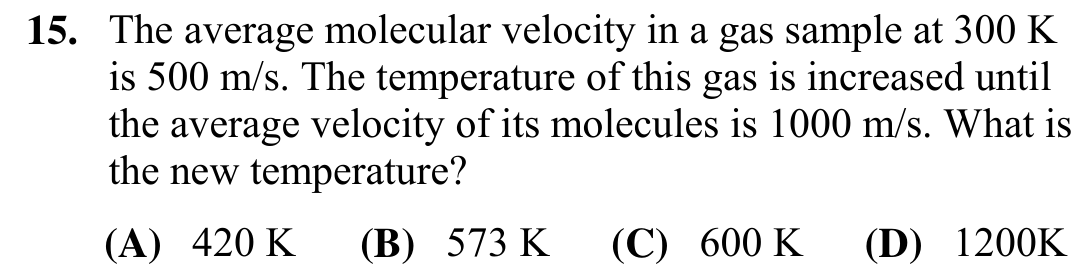 15. The average molecular velocity in a gas sample at 300 K
is 500 m/s. The temperature of this gas is increased until
the average velocity of its molecules is 1000 m/s. What is
the new temperature?
(A) 420 K (B) 573 K (C) 600 K (D) 1200K